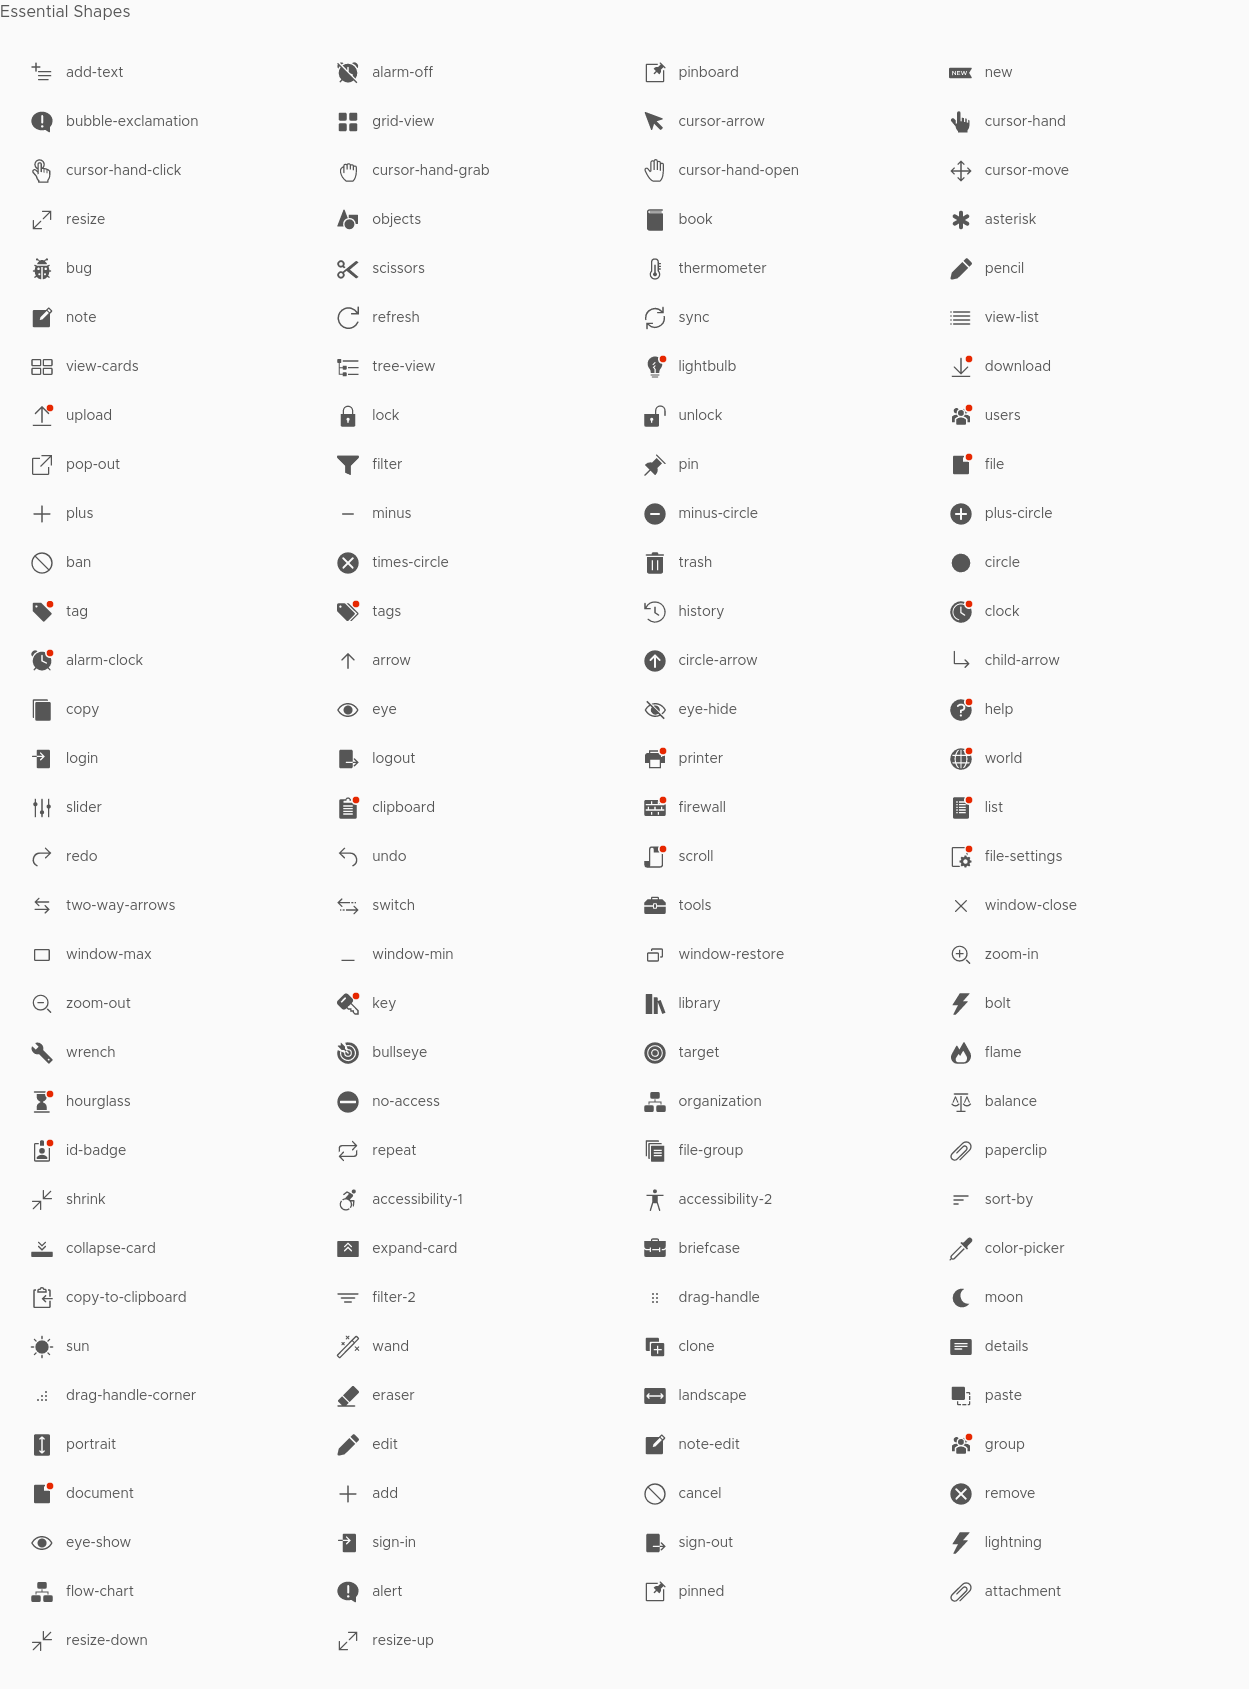 Essential Shapes
add-text
alarm-off
pinboard
NEW
new
bubble-exclamation
grid-view
cursor-arrow
cursor-hand
cursor-hand-click
cursor-hand-grab
cursor-hand-open
cursor-move
resize
objects
book
asterisk
bug
scissors
thermometer
pencil
note
refresh
sync
view-list
view-cards
tree-view
lightbulb
download
upload
lock
unlock
users
pop-out
filter
pin
file
plus
minus
minus-circle
plus-circle
ban
times-circle
trash
circle
tag
tags
history
clock
alarm-clock
arrow
circle-arrow
child-arrow
copy
eye
eye-hide
help
login
logout
printer
world
slider
clipboard
firewall
list
redo
undo
scroll
file-settings
two-way-arrows
switch
tools
window-close
window-max
window-min
window-restore
zoom-in
zoom-out
key
library
bolt
wrench
bullseye
target
flame
hourglass
no-access
organization
balance
id-badge
repeat
file-group
paperclip
shrink
accessibility-1
accessibility-2
sort-by
collapse-card
expand-card
briefcase
color-picker
copy-to-clipboard
filter-2
drag-handle
moon
sun
wand
clone
details
drag-handle-corner
eraser
landscape
paste
portrait
edit
note-edit
group
document
add
cancel
remove
eye-show
sign-in
sign-out
lightning
flow-chart
alert
pinned
attachment
resize-down
resize-up